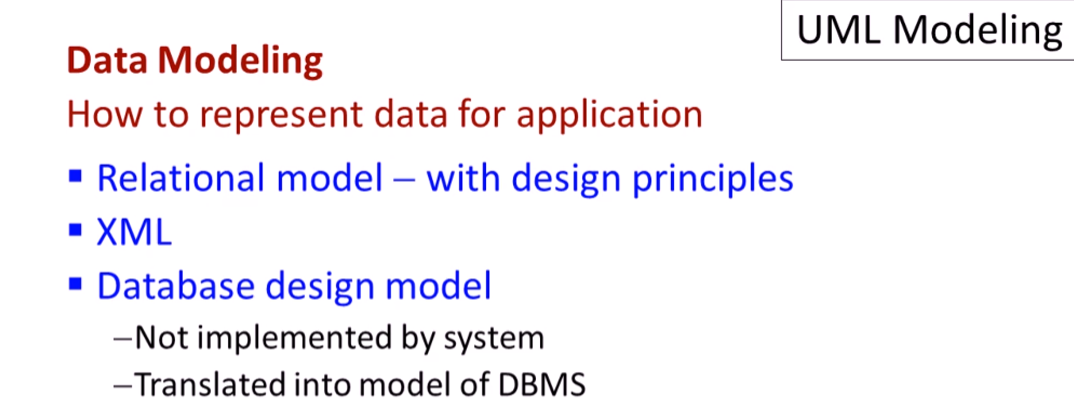 UML Modeling
Data Modeling
How to represent data for application
▪ Relational model – with design principles
▪ XML
▪ Database design model
–Not implemented by system
–Translated into model of DBMS